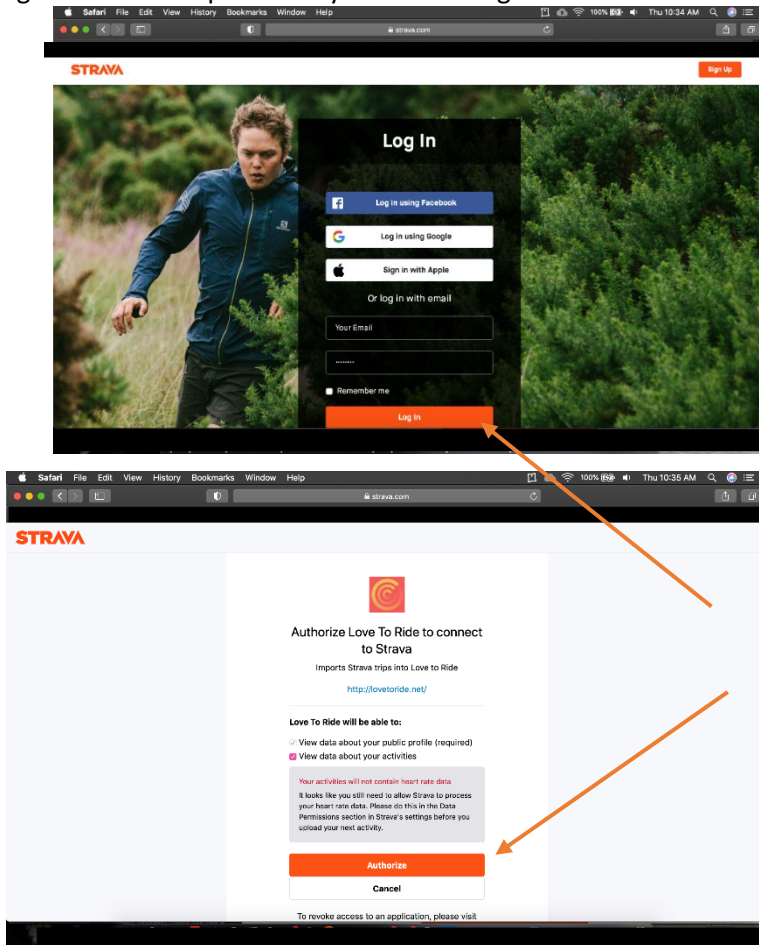 Safari File Edit View History Bookmarks Window Help 100% Thu 10:34 AM
strava.com
STRAVA Sign Up
Log In
Log in using Facebook
Log in using Google
Sign in with Apple
Or log in with email
Your Email
Remember me
Log In
Safari File Edit View History Bookmarks Window Help 100% Thu 10:35 AM
strava.com
STRAVA
Authorize Love To Ride to connect
to Strava
Imports Strava trips into Love to Ride
http://lovetoride.net/
Love To Ride will be able to:
View data about your public profile (required)
View data about your activities
Your activities will not contain heart rate data
It looks like you still need to allow Strava to process
your heart rate data. Please do this in the Data
Permissions section in Strava's settings before you
upload your next activity.
Authorize
Cancel
To revoke access to an application, please visit